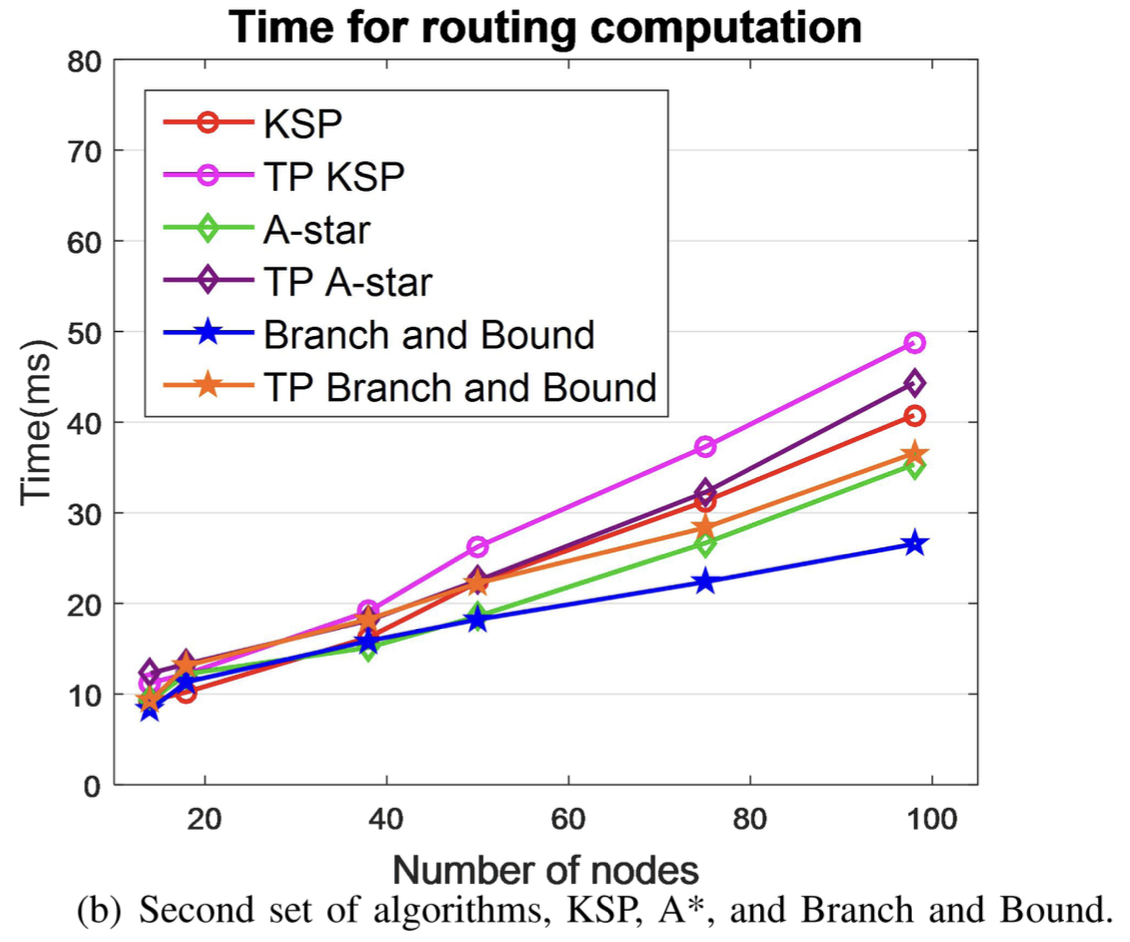 Time for routing computation
80
70
60
50
40
30
20
10
0
Time(ms)
KSP
TP KSP
A-star
TP A-star
Branch and Bound
TP Branch and Bound
20 40 60 80 100
Number of nodes
(b) Second set of algorithms, KSP, A*, and Branch and Bound.